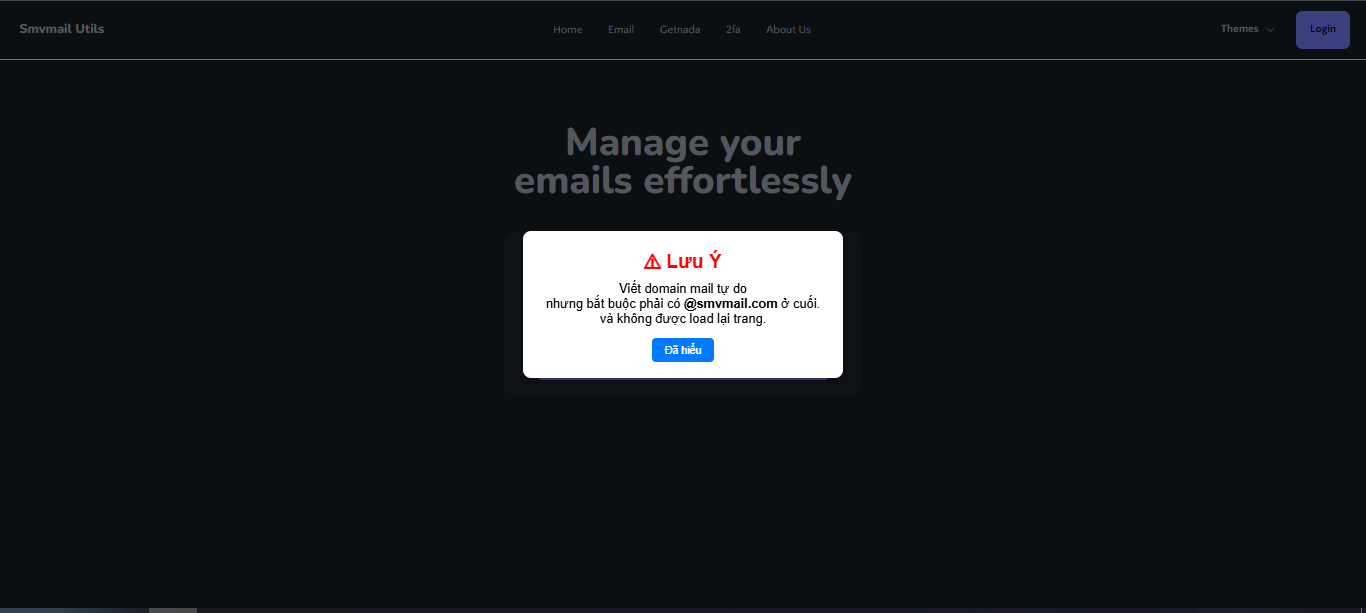 Smvmail Utils
Home
Email
Getnada
2fa
About Us
Themes
Login
Manage your
emails effortlessly
⚠ Lưu Ý
Viết domain mail tự do
nhưng bắt buộc phải có @smvmail.com ở cuối.
và không được load lại trang.
Đã hiểu